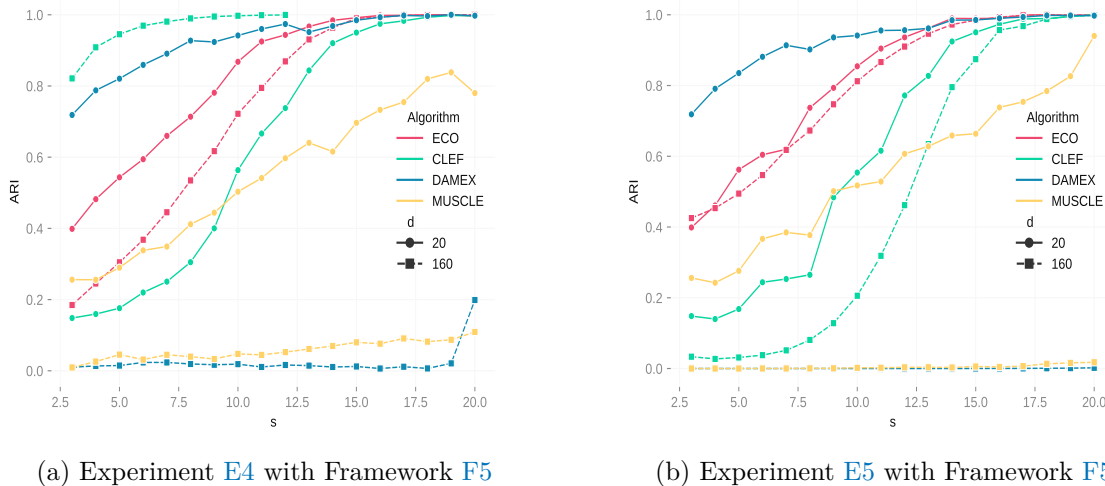 1.0
0.8
0.6
0.4
0.2
0.0
ARI
2.5 5.0 7.5 10.0 12.5 15.0 17.5 20.0
s
Algorithm
ECO
CLEF
DAMEX
MUSCLE
d
20
160
(a) Experiment E4 with Framework F5
1.0
0.8
0.6
0.4
0.2
0.0
ARI
2.5 5.0 7.5 10.0 12.5 15.0 17.5 20.0
s
Algorithm
ECO
CLEF
DAMEX
MUSCLE
d
20
160
(b) Experiment E5 with Framework F5